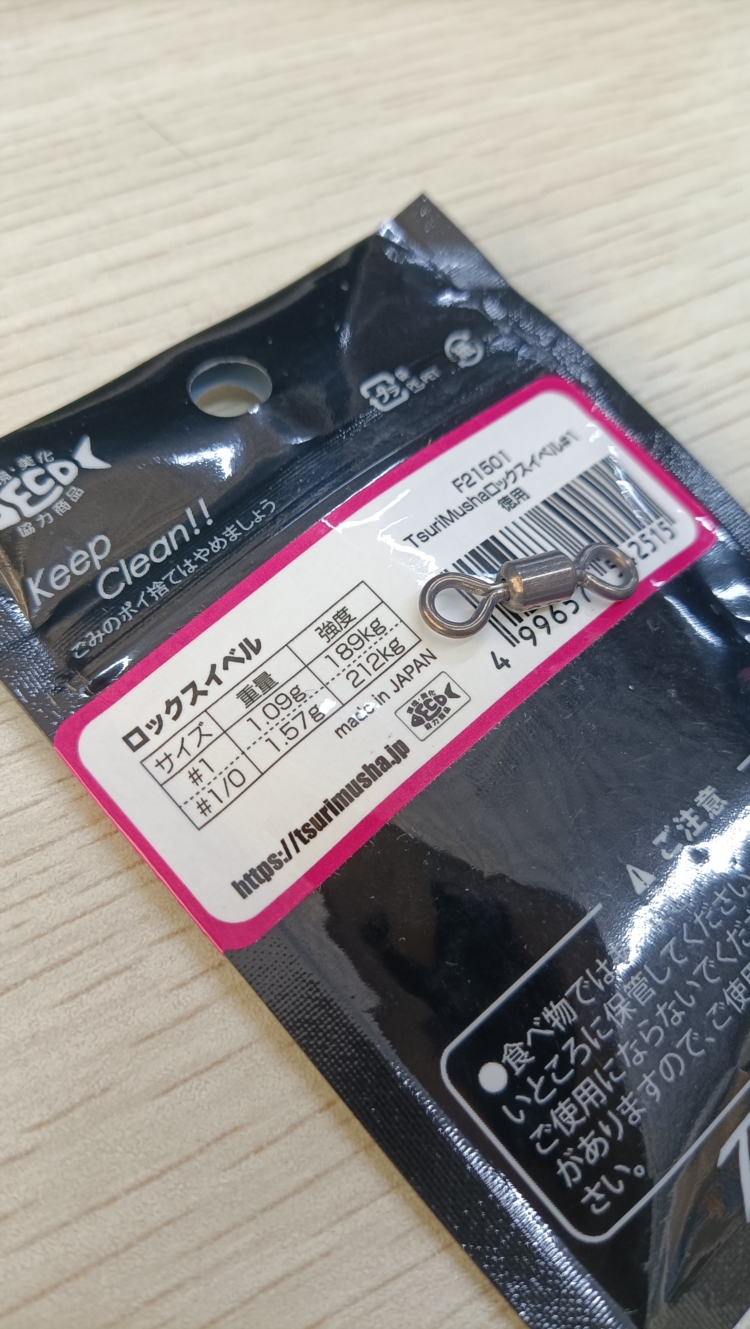 プラ
協力商品
Keep
Clean!!
ごみのポイ捨てはやめましょう
F21501
TsuriMushaロックスイベル#1
徳用
ロックスイベル
サイズ 重量 強度
#1 1.09g 189kg
#1/0 1.57g 212kg
made in JAPAN
https://tsurimusha.jp
ご注意
●食べ物では
いところに保管してください
ご使用にならないでくだ
がありますので、ご使
さい。